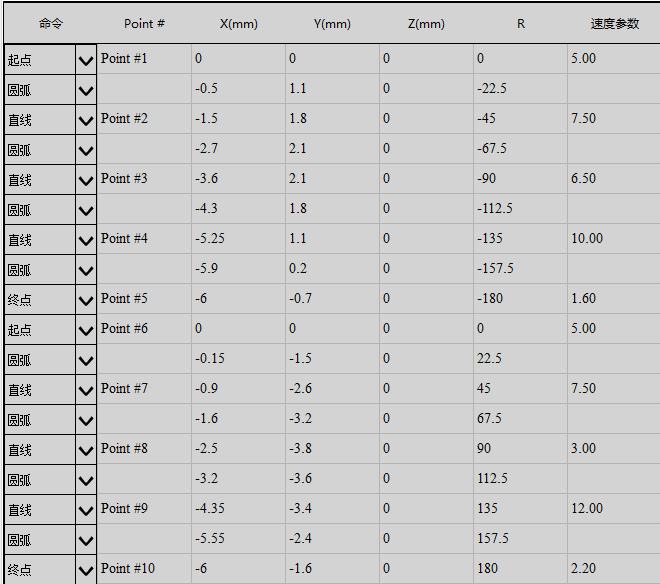 命令 Point # X(mm) Y(mm) Z(mm) R 速度参数
起点 Point #1 0 0 0 0 5.00
圆弧 -0.5 1.1 0 -22.5
直线 Point #2 -1.5 1.8 0 -45 7.50
圆弧 -2.7 2.1 0 -67.5
直线 Point #3 -3.6 2.1 0 -90 6.50
圆弧 -4.3 1.8 0 -112.5
直线 Point #4 -5.25 1.1 0 -135 10.00
圆弧 -5.9 0.2 0 -157.5
终点 Point #5 -6 -0.7 0 -180 1.60
起点 Point #6 0 0 0 0 5.00
圆弧 -0.15 -1.5 0 22.5
直线 Point #7 -0.9 -2.6 0 45 7.50
圆弧 -1.6 -3.2 0 67.5
直线 Point #8 -2.5 -3.8 0 90 3.00
圆弧 -3.2 -3.6 0 112.5
直线 Point #9 -4.35 -3.4 0 135 12.00
圆弧 -5.55 -2.4 0 157.5
终点 Point #10 -6 -1.6 0 180 2.20